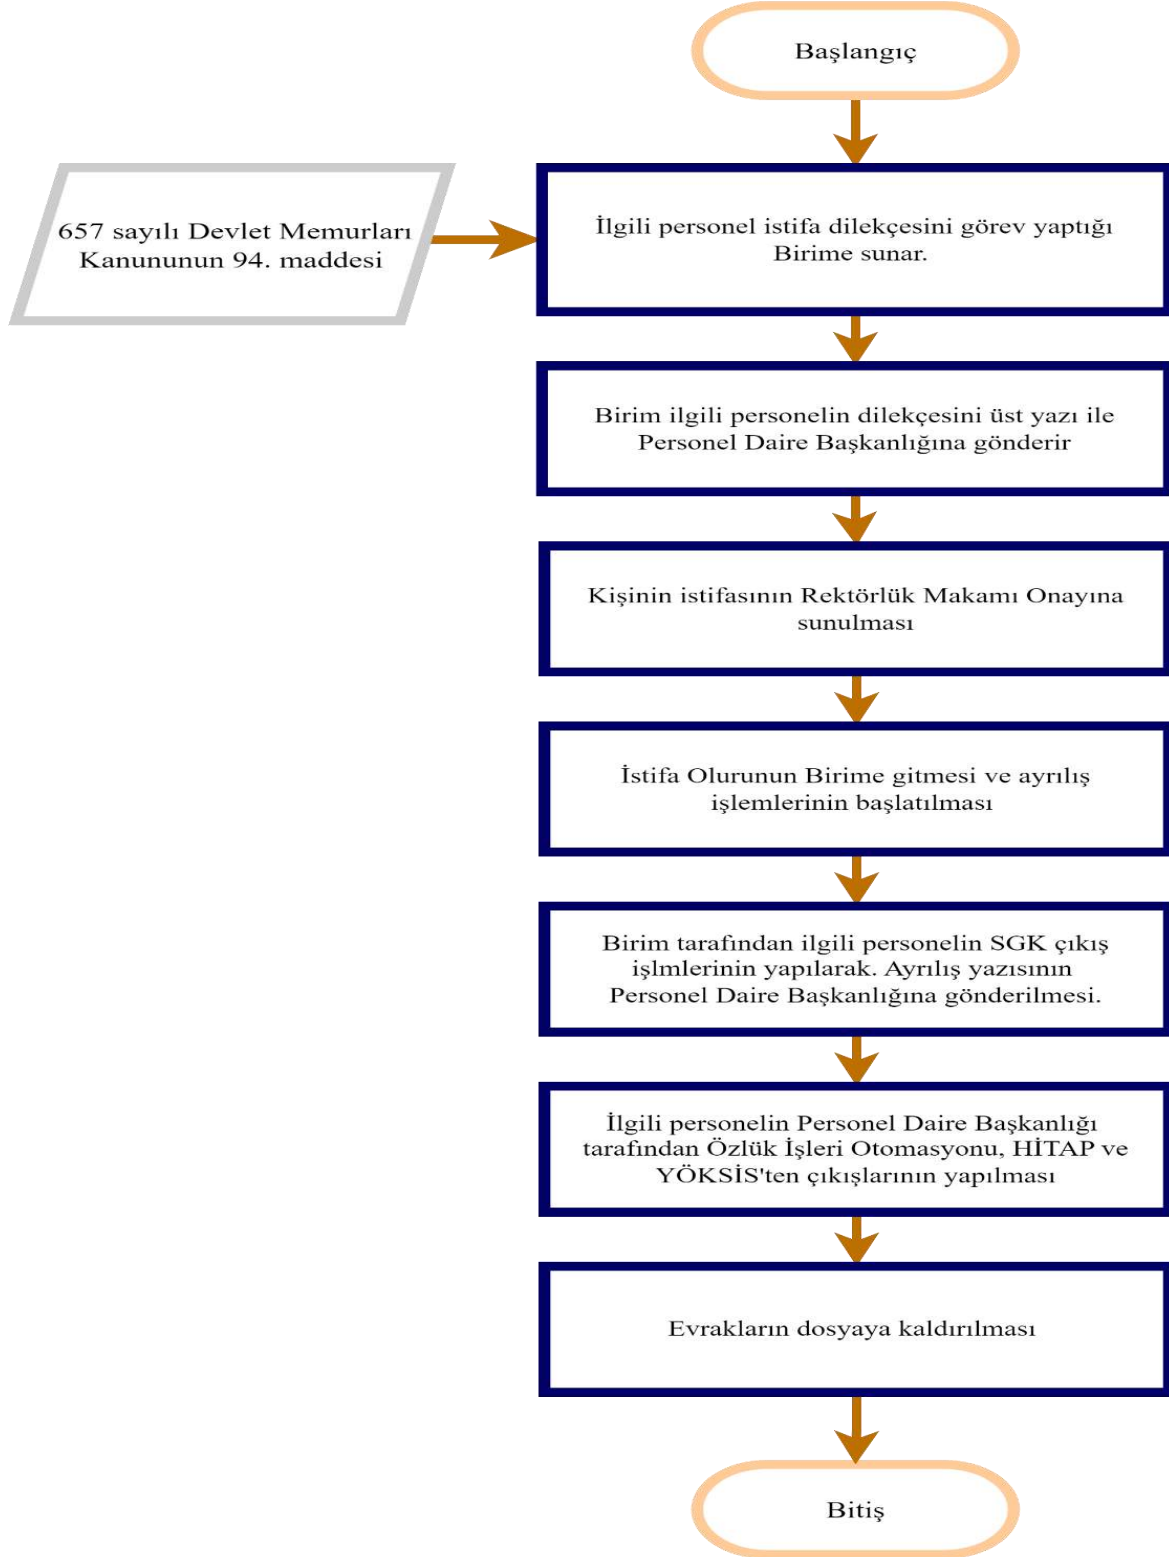 Başlangıç
657 sayılı Devlet Memurları
Kanununun 94. maddesi
İlgili personel istifa dilekçesini görev yaptığı
Birime sunar.
Birim ilgili personelin dilekçesini üst yazı ile
Personel Daire Başkanlığına gönderir
Kişinin istifasının Rektörlük Makamı Onayına
sunulması
İstifa Olurunun Birime gitmesi ve ayrılış
işlemlerinin başlatılması
Birim tarafından ilgili personelin SGK çıkış
işlmlerinin yapılarak. Ayrılış yazısının
Personel Daire Başkanlığına gönderilmesi.
İlgili personelin Personel Daire Başkanlığı
tarafından Özlük İşleri Otomasyonu, HİTAP ve
YÖKSİS'ten çıkışlarının yapılması
Evrakların dosyaya kaldırılması
Bitiş